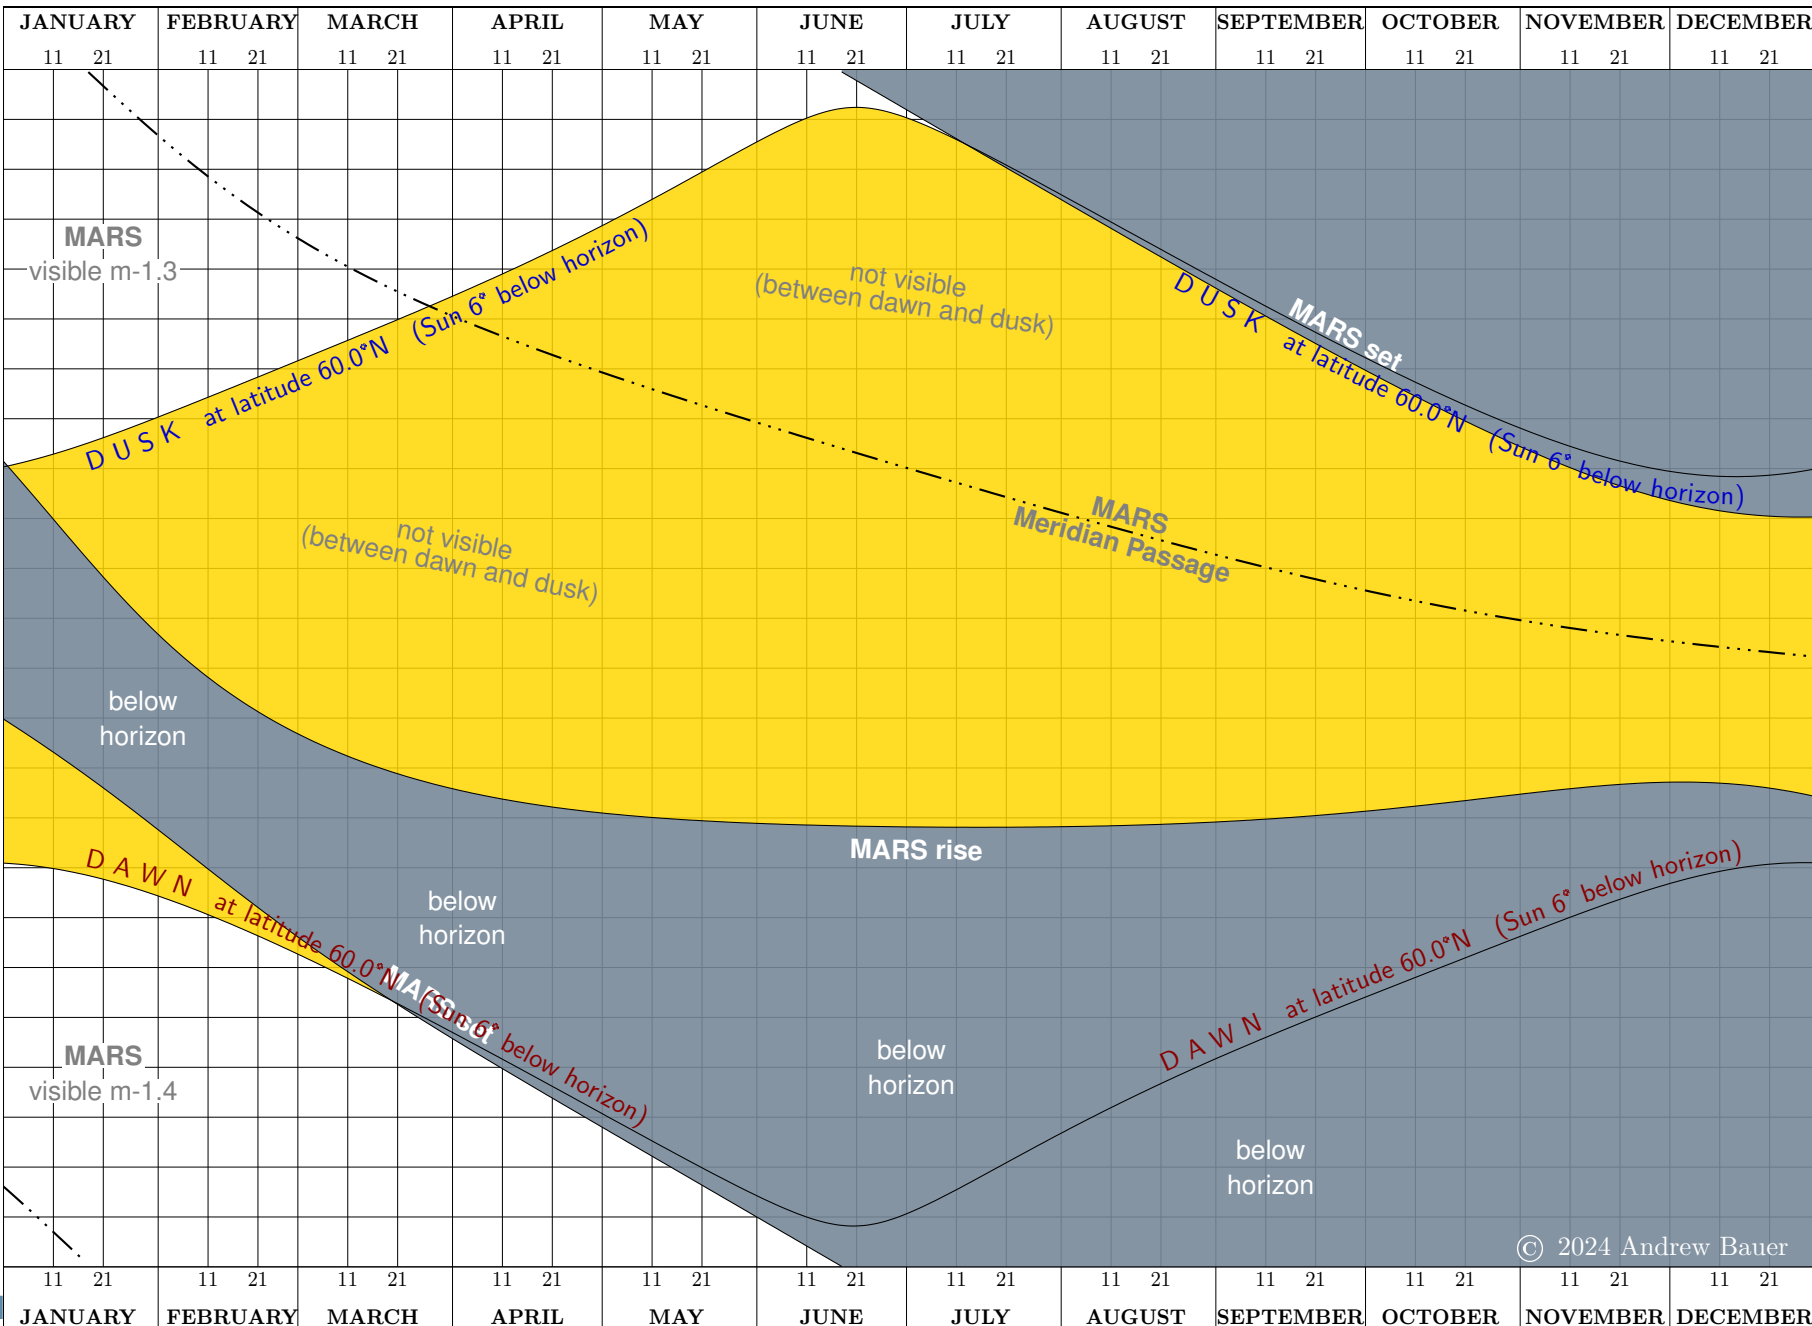 JANUARY FEBRUARY MARCH APRIL MAY JUNE JULY AUGUST SEPTEMBER OCTOBER NOVEMBER DECEMBER
11 21 11 21 11 21 11 21 11 21 11 21 11 21 11 21 11 21 11 21 11 21 11 21
MARS
visible m-1.3
DUSK at latitude 60.0°N (Sun 6° below horizon)
not visible
(between dawn and dusk)
DUSK at latitude 60.0°N (Sun 6° below horizon)
MARS set
not visible
(between dawn and dusk)
MARS
Meridian Passage
below
horizon
MARS rise
DAWN at latitude 60.0°N (Sun 6° below horizon)
MARS set
below
horizon
DAWN at latitude 60.0°N (Sun 6° below horizon)
MARS
visible m-1.4
below
horizon
below
horizon
© 2024 Andrew Bauer
11 21 11 21 11 21 11 21 11 21 11 21 11 21 11 21 11 21 11 21 11 21 11 21
JANUARY FEBRUARY MARCH APRIL MAY JUNE JULY AUGUST SEPTEMBER OCTOBER NOVEMBER DECEMBER